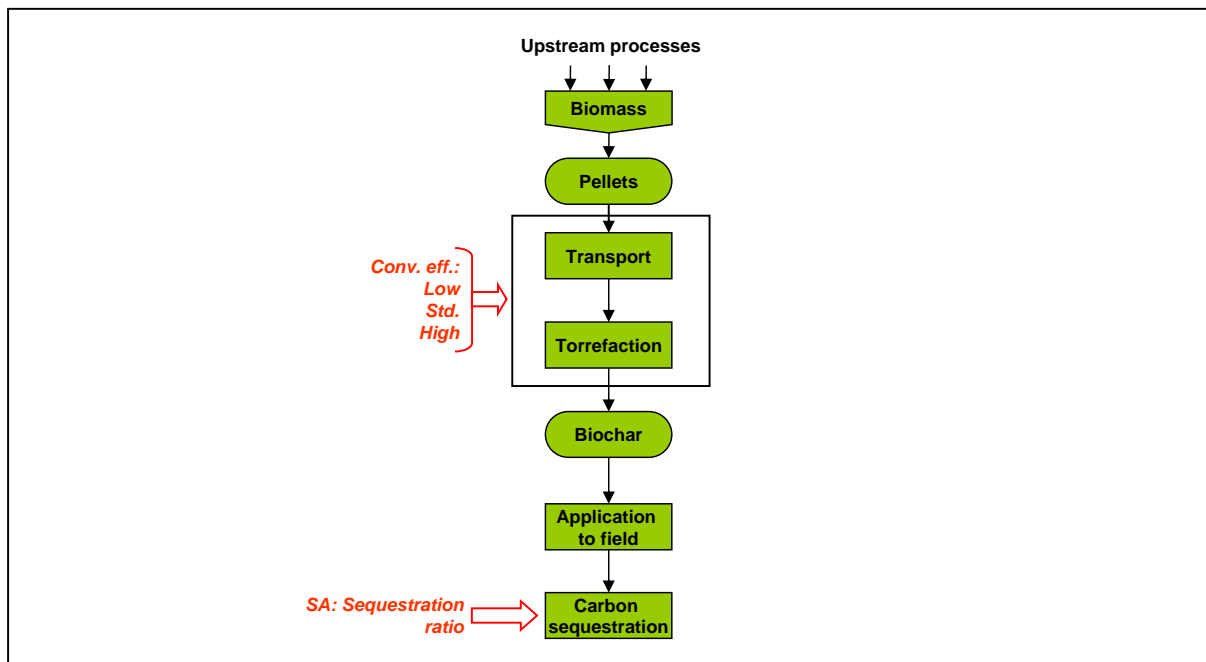 Upstream processes
Biomass
Pellets
Transport
Conv. eff.:
Low
Std.
High
Torrefaction
Biochar
Application
to field
SA: Sequestration
ratio
Carbon
sequestration